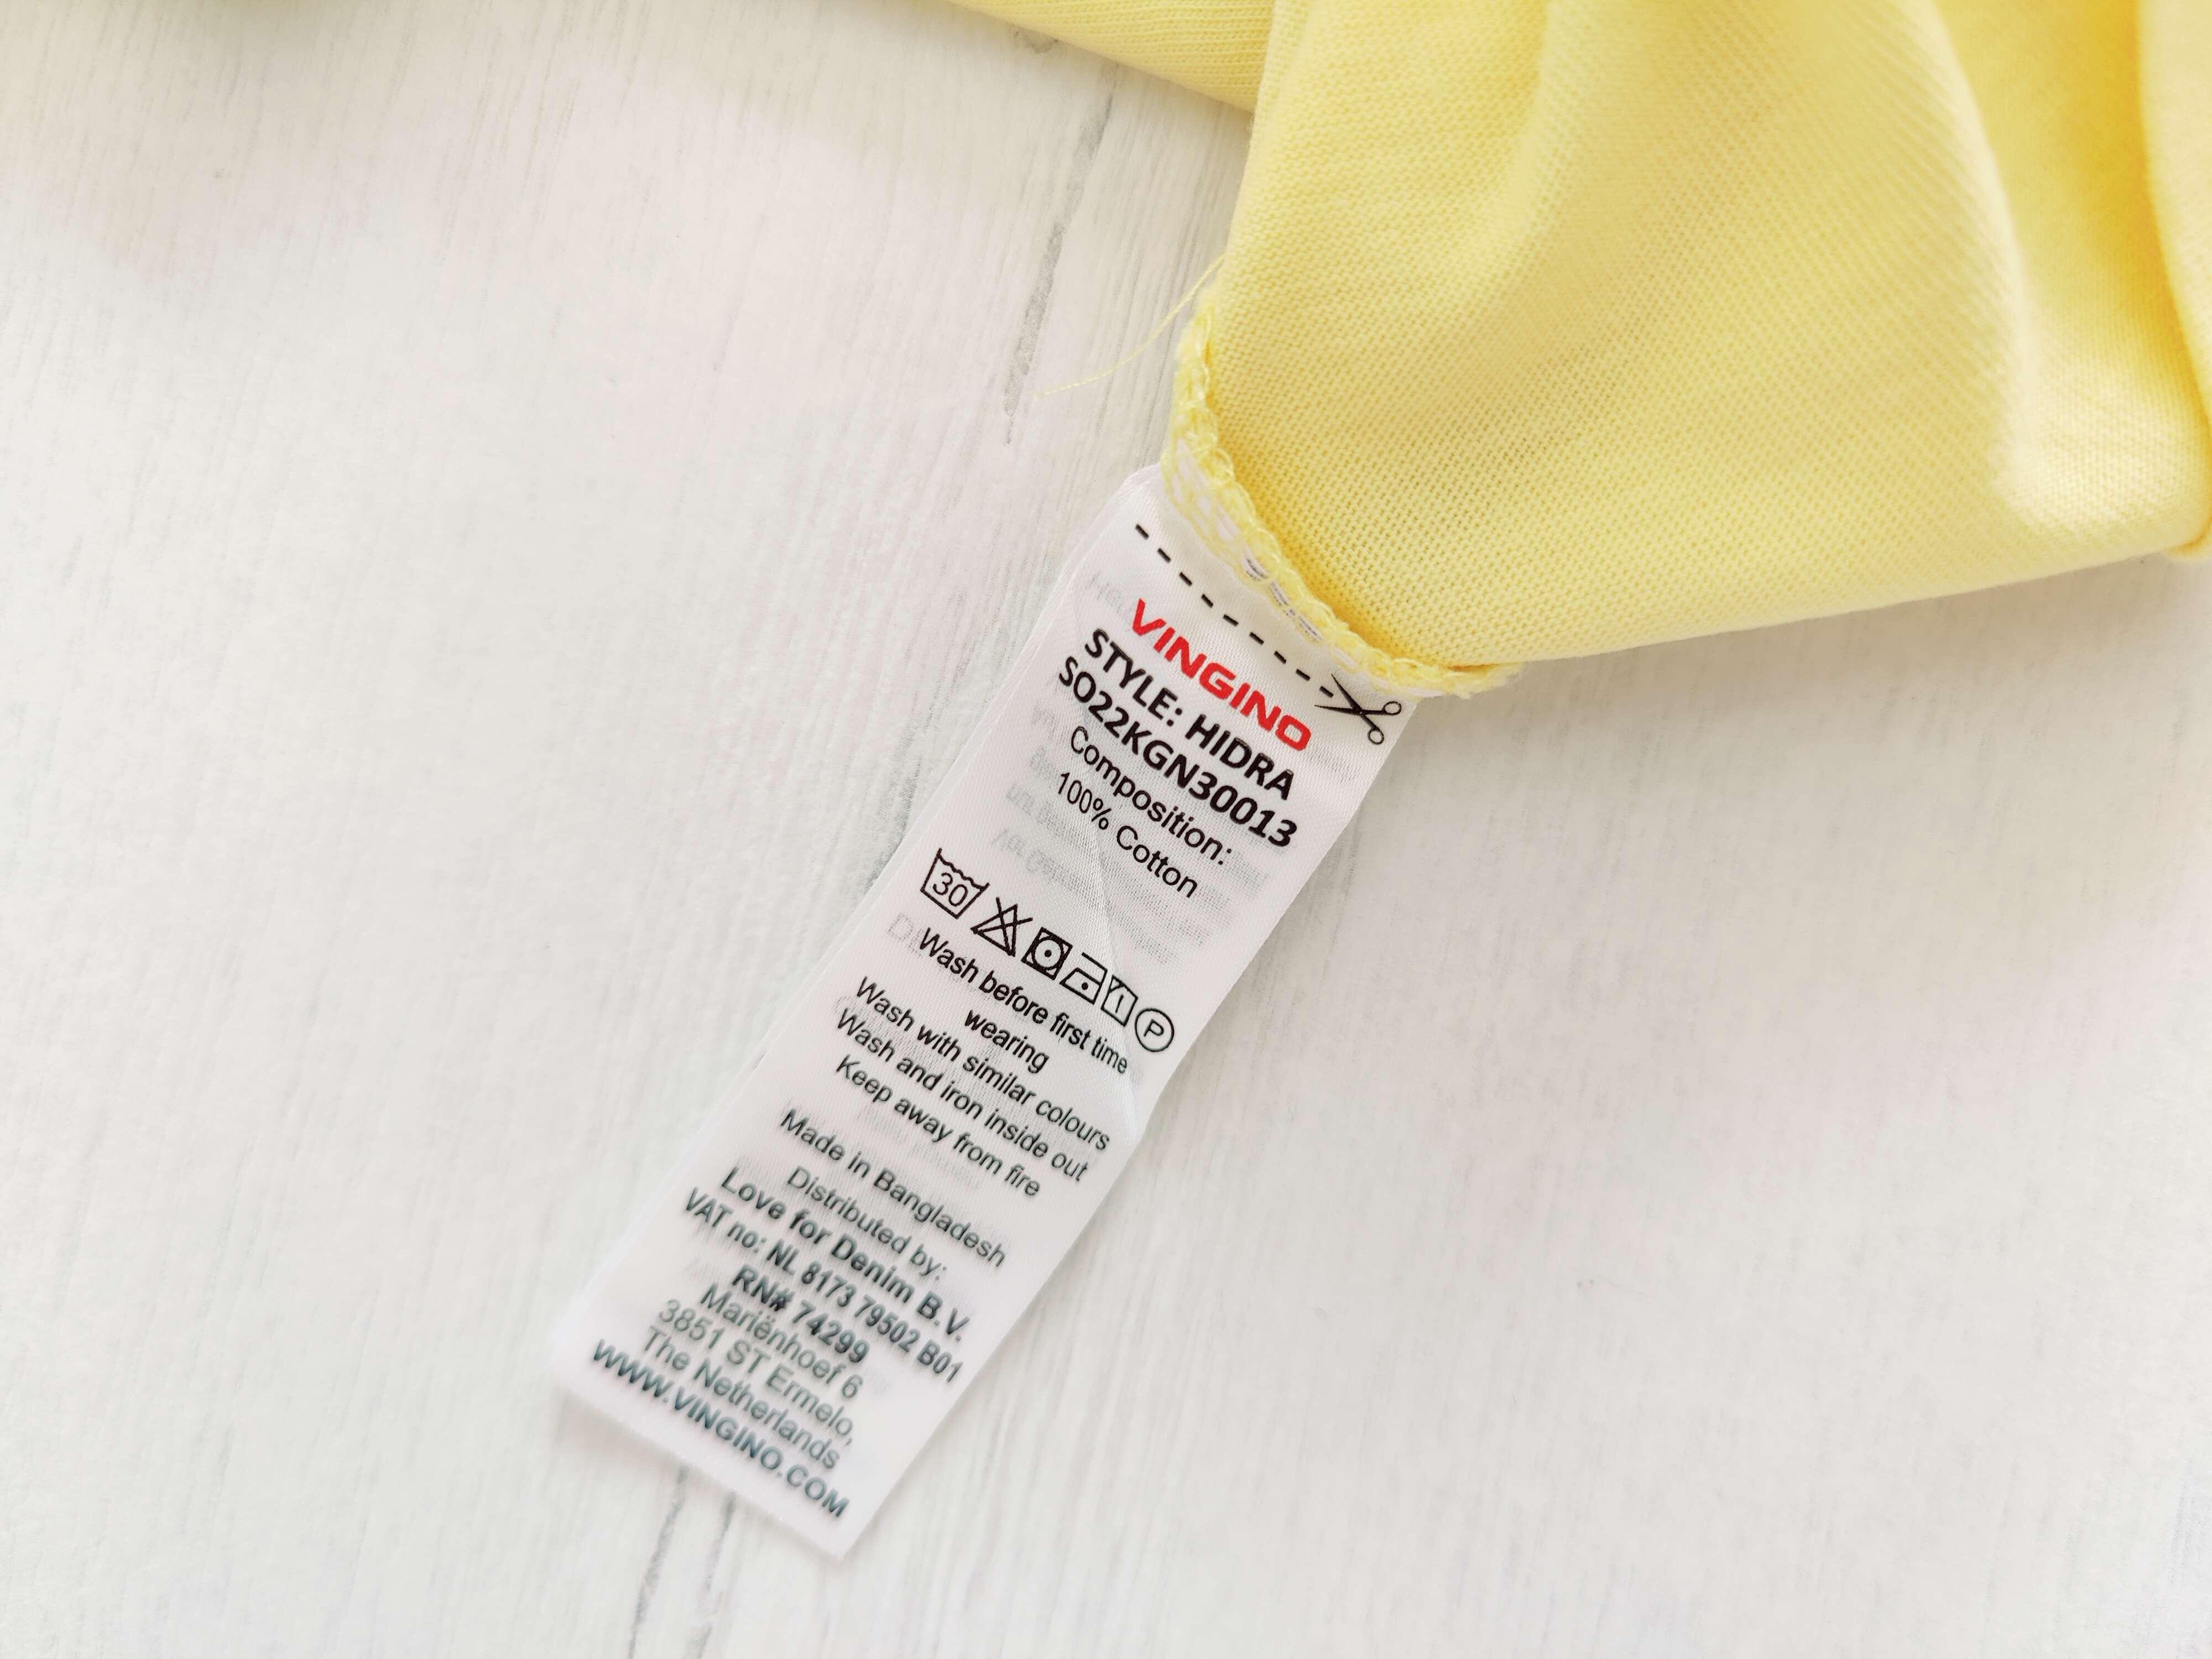 VINGINO
STYLE: HIDRA
SO22KGN30013
Composition:
100% Cotton
30
P
Wash before first time
wearing
Wash with similar colours
Wash and iron inside out
Keep away from fire
Made in Bangladesh
Distributed by:
Love for Denim B.V.
VAT no: NL 8173 79502 B01
RN# 74299
Mariënhoef 6
3851 ST Ermelo,
The Netherlands
WWW.VINGINO.COM